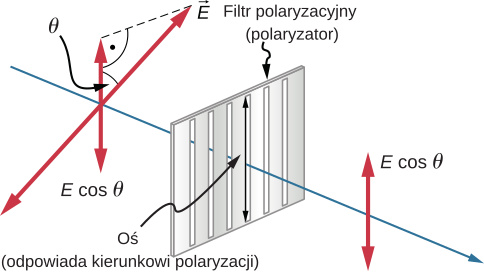 θ
E⃗
Filtr polaryzacyjny
(polaryzator)
E cos θ
E cos θ
Oś
(odpowiada kierunkowi polaryzacji)